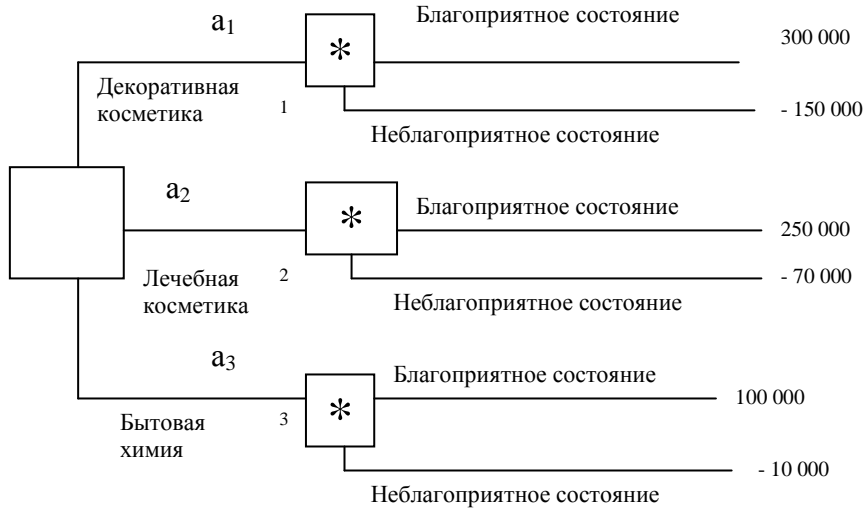 a1
*
Благоприятное состояние
300 000
Декоративная
косметика
1
- 150 000
Неблагоприятное состояние
a2
*
Благоприятное состояние
250 000
Лечебная
косметика
2
- 70 000
Неблагоприятное состояние
a3
*
Благоприятное состояние
100 000
Бытовая
химия
3
- 10 000
Неблагоприятное состояние